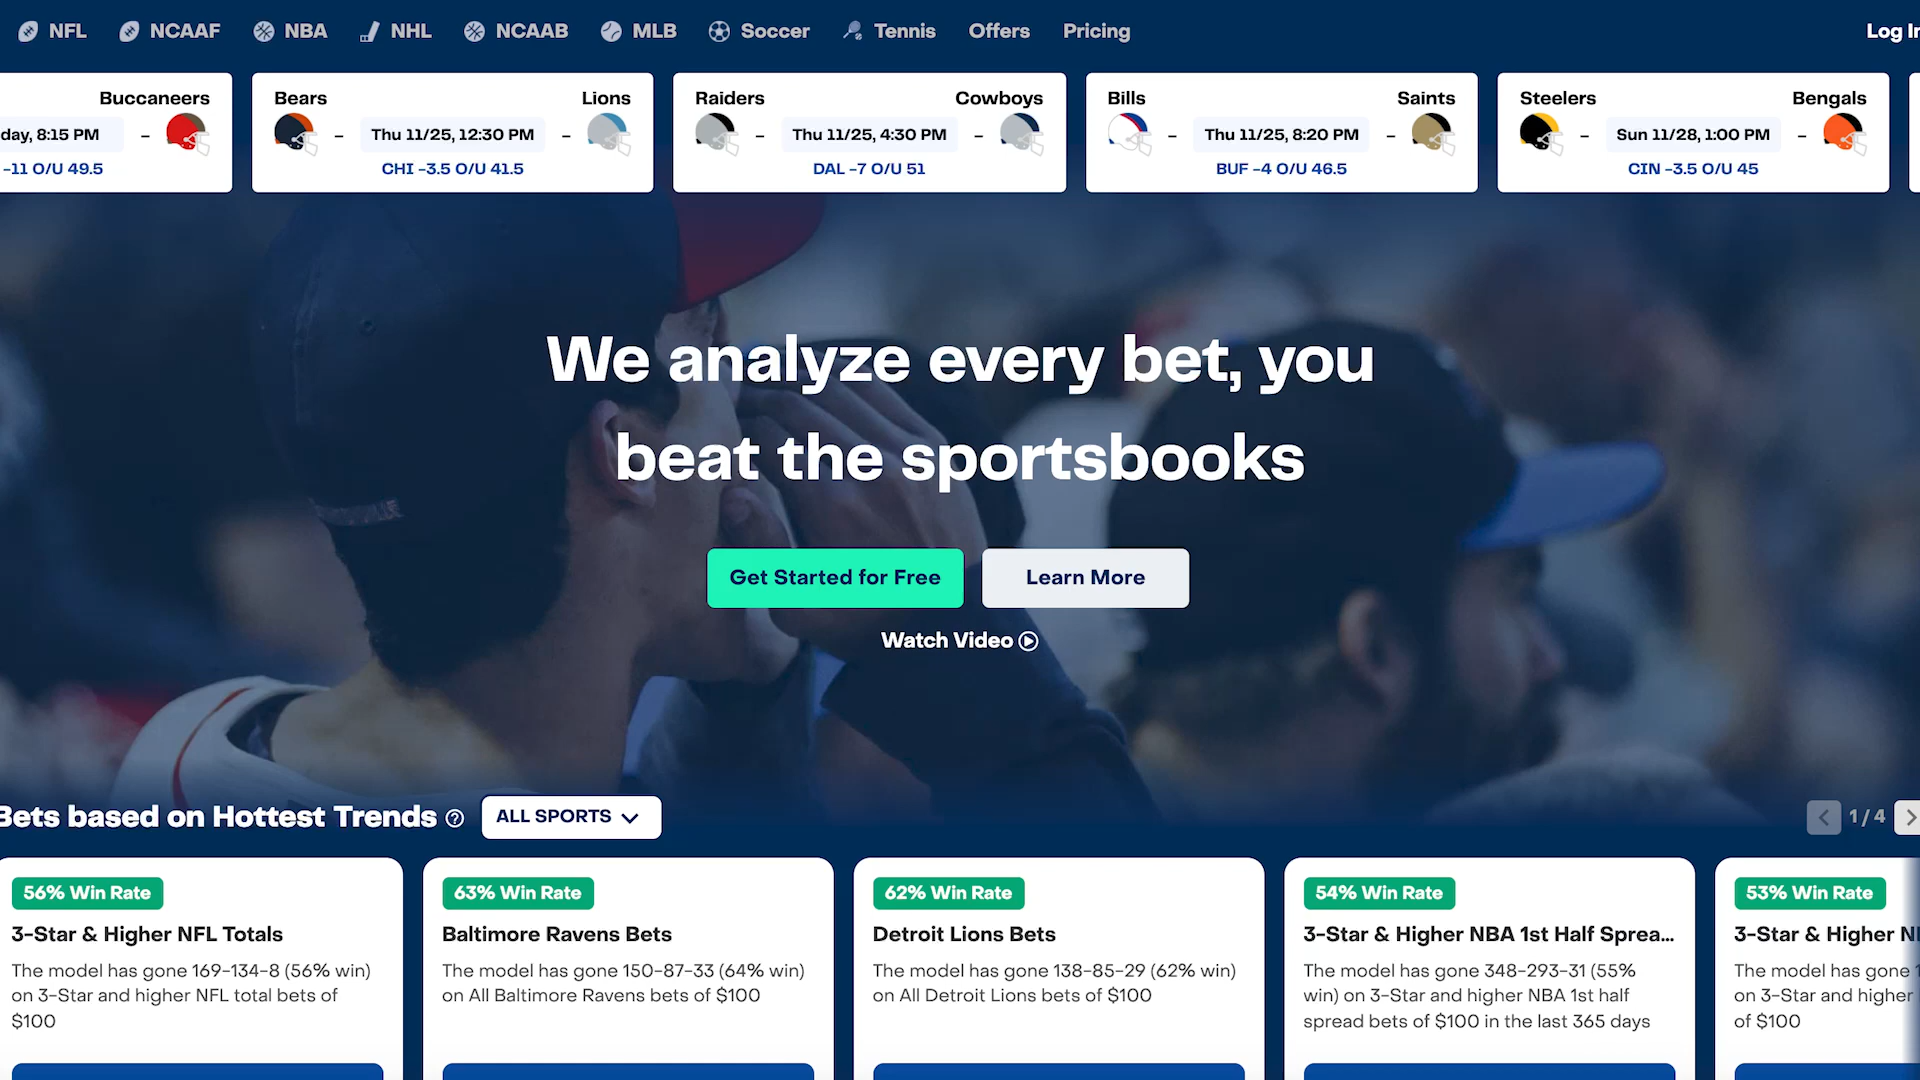 NFL NCAAF NBA NHL NCAAB MLB Soccer Tennis Offers Pricing Log In
Buccaneers
day, 8:15 PM -
-11 O/U 49.5
Bears Lions
- Thu 11/25, 12:30 PM -
CHI -3.5 O/U 41.5
Raiders Cowboys
- Thu 11/25, 4:30 PM -
DAL -7 O/U 51
Bills Saints
- Thu 11/25, 8:20 PM -
BUF -4 O/U 46.5
Steelers Bengals
- Sun 11/28, 1:00 PM -
CIN -3.5 O/U 45
We analyze every bet, you
beat the sportsbooks
Get Started for Free Learn More
Watch Video
Bets based on Hottest Trends ? ALL SPORTS 1 / 4
56% Win Rate
3-Star & Higher NFL Totals
The model has gone 169-134-8 (56% win)
on 3-Star and higher NFL total bets of
$100
63% Win Rate
Baltimore Ravens Bets
The model has gone 150-87-33 (64% win)
on All Baltimore Ravens bets of $100
62% Win Rate
Detroit Lions Bets
The model has gone 138-85-29 (62% win)
on All Detroit Lions bets of $100
54% Win Rate
3-Star & Higher NBA 1st Half Sprea...
The model has gone 348-293-31 (55%
win) on 3-Star and higher NBA 1st half
spread bets of $100 in the last 365 days
53% Win Rate
3-Star & Higher
The model has gone
on 3-Star and higher
of $100